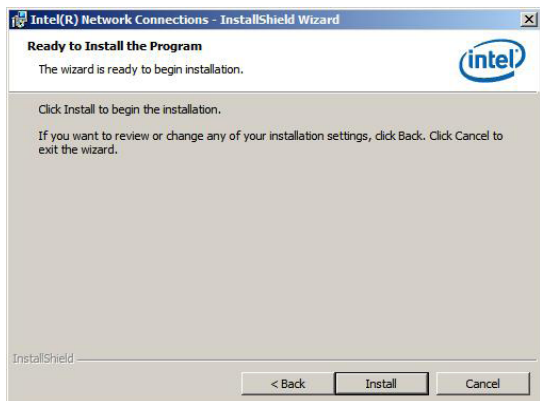 Intel(R) Network Connections - InstallShield Wizard
Ready to Install the Program
The wizard is ready to begin installation.
intel
Click Install to begin the installation.
If you want to review or change any of your installation settings, click Back. Click Cancel to
exit the wizard.
InstallShield
< Back Install Cancel